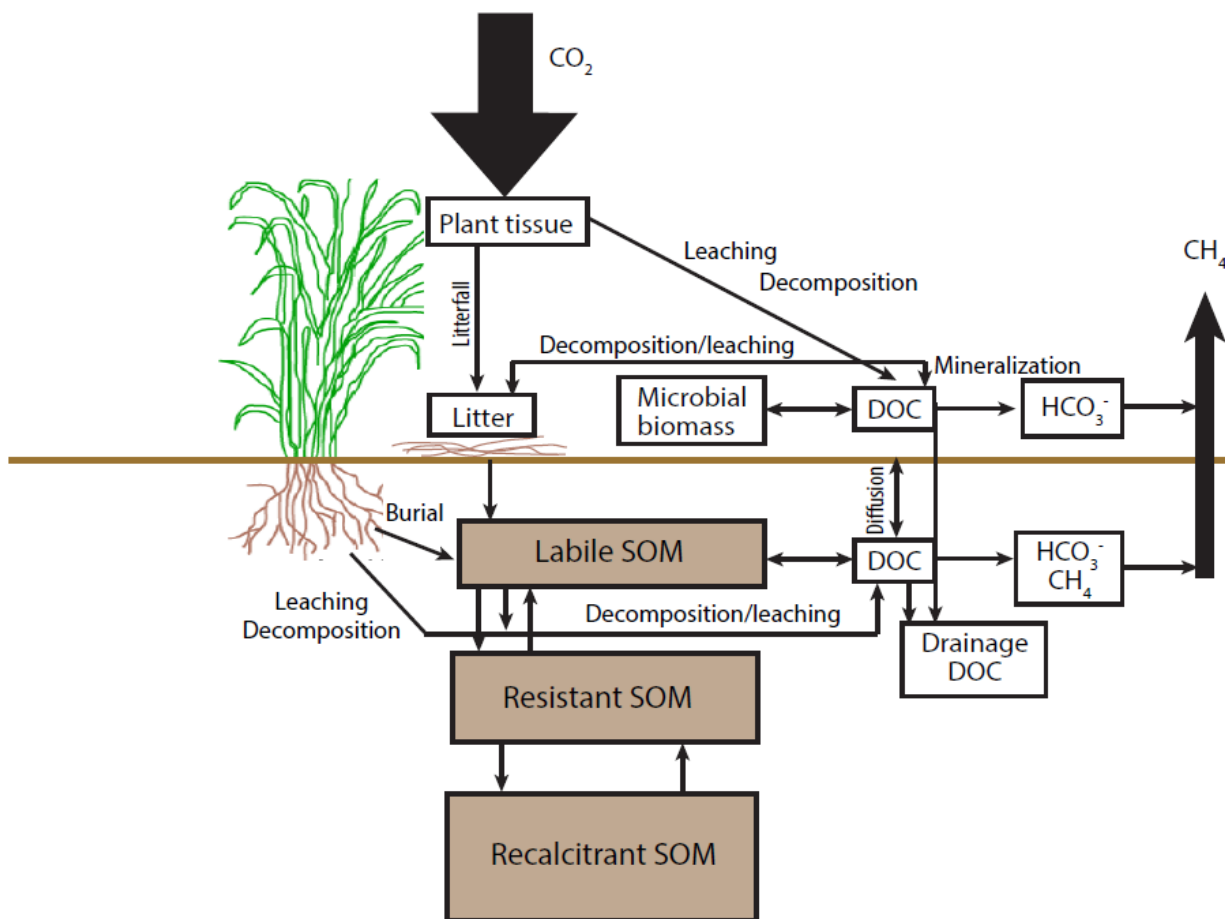 CO₂
Plant tissue
Leaching
Decomposition
CH₄
Litterfall
Decomposition/leaching
Mineralization
Litter
Microbial
biomass
DOC
HCO₃⁻
Burial
Diffusion
Labile SOM
DOC
HCO₃⁻
CH₄
Leaching
Decomposition
Decomposition/leaching
Drainage
DOC
Resistant SOM
Recalcitrant SOM